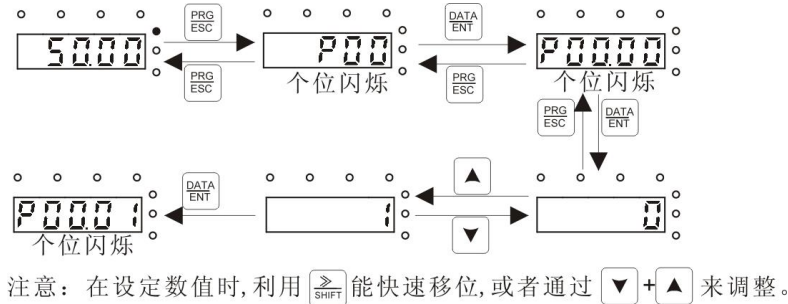 PRG
ESC
DATA
ENT
50.00
P00
P00.00
PRG
ESC
PRG
ESC
个位闪烁
个位闪烁
PRG
ESC
DATA
ENT
DATA
ENT
P00.01
1
0
个位闪烁
注意：在设定数值时,利用 ≫ SHIFT 能快速移位,或者通过 ▼+▲ 来调整。